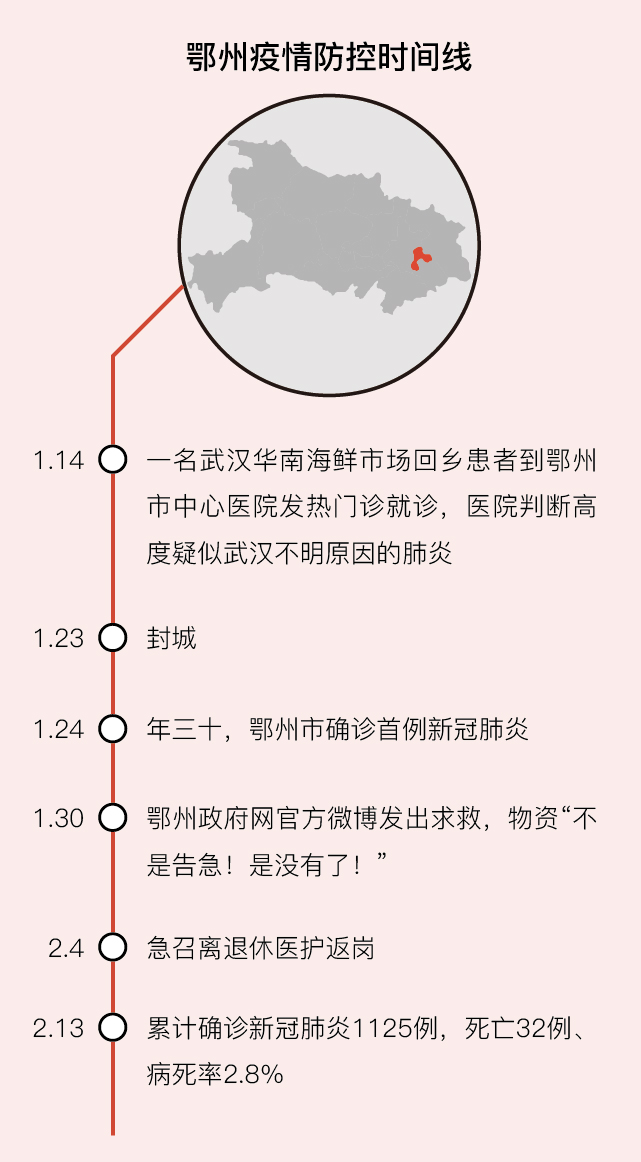 鄂州疫情防控时间线
1.14
一名武汉华南海鲜市场回乡患者到鄂州
市中心医院发热门诊就诊，医院判断高
度疑似武汉不明原因的肺炎
1.23
封城
1.24
年三十，鄂州市确诊首例新冠肺炎
1.30
鄂州政府网官方微博发出求救，物资“不
是告急！是没有了！”
2.4
急召离退休医护返岗
2.13
累计确诊新冠肺炎1125例，死亡32例、
病死率2.8%